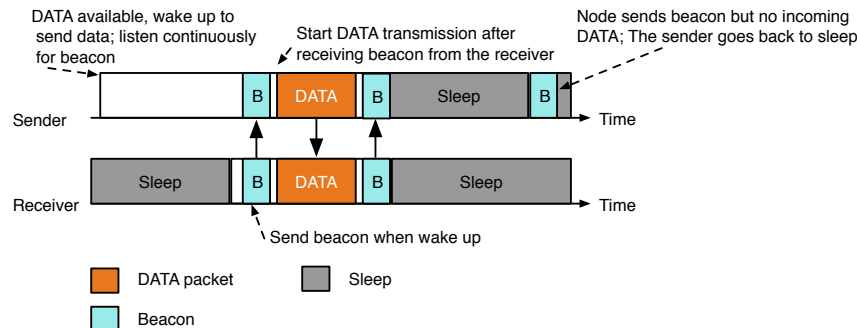 DATA available, wake up to
send data; listen continuously
for beacon
Start DATA transmission after
receiving beacon from the receiver
Node sends beacon but no incoming
DATA; The sender goes back to sleep
B
DATA
B
Sleep
B
Sender
Time
Sleep
B
DATA
B
Sleep
Receiver
Time
Send beacon when wake up
DATA packet
Sleep
Beacon